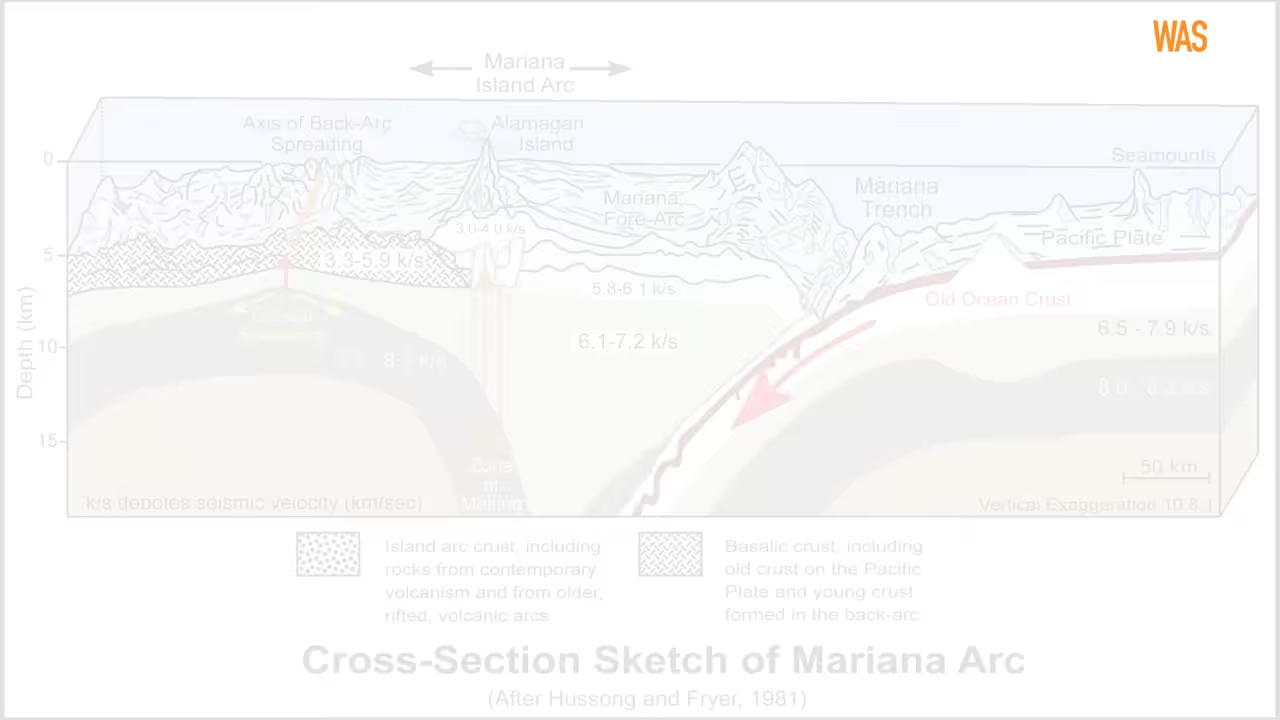 WAS
Mariana
Island Arc
Axis of Back-Arc
Spreading
Alamagan
Island
0
Seamounts
Mariana
Fore-Arc
Mariana
Trench
3.0-4.0 k/s
Pacific Plate
5
3.3-5.9 k/s
5.8-6.1 k/s
Old Ocean Crust
6.1-7.2 k/s
6.5 - 7.9 k/s
Depth (km)
10
k/s
15
Zone
of
Melting
50 km
k/s denotes seismic velocity (km/sec)
Vertical Exaggeration 10.8:1
Island arc crust, including
rocks from contemporary
volcanism and from older,
rifted, volcanic arcs
Basalic crust, including
old crust on the Pacific
Plate and young crust
formed in the back-arc
Cross-Section Sketch of Mariana Arc
(After Hussong and Fryer, 1981)